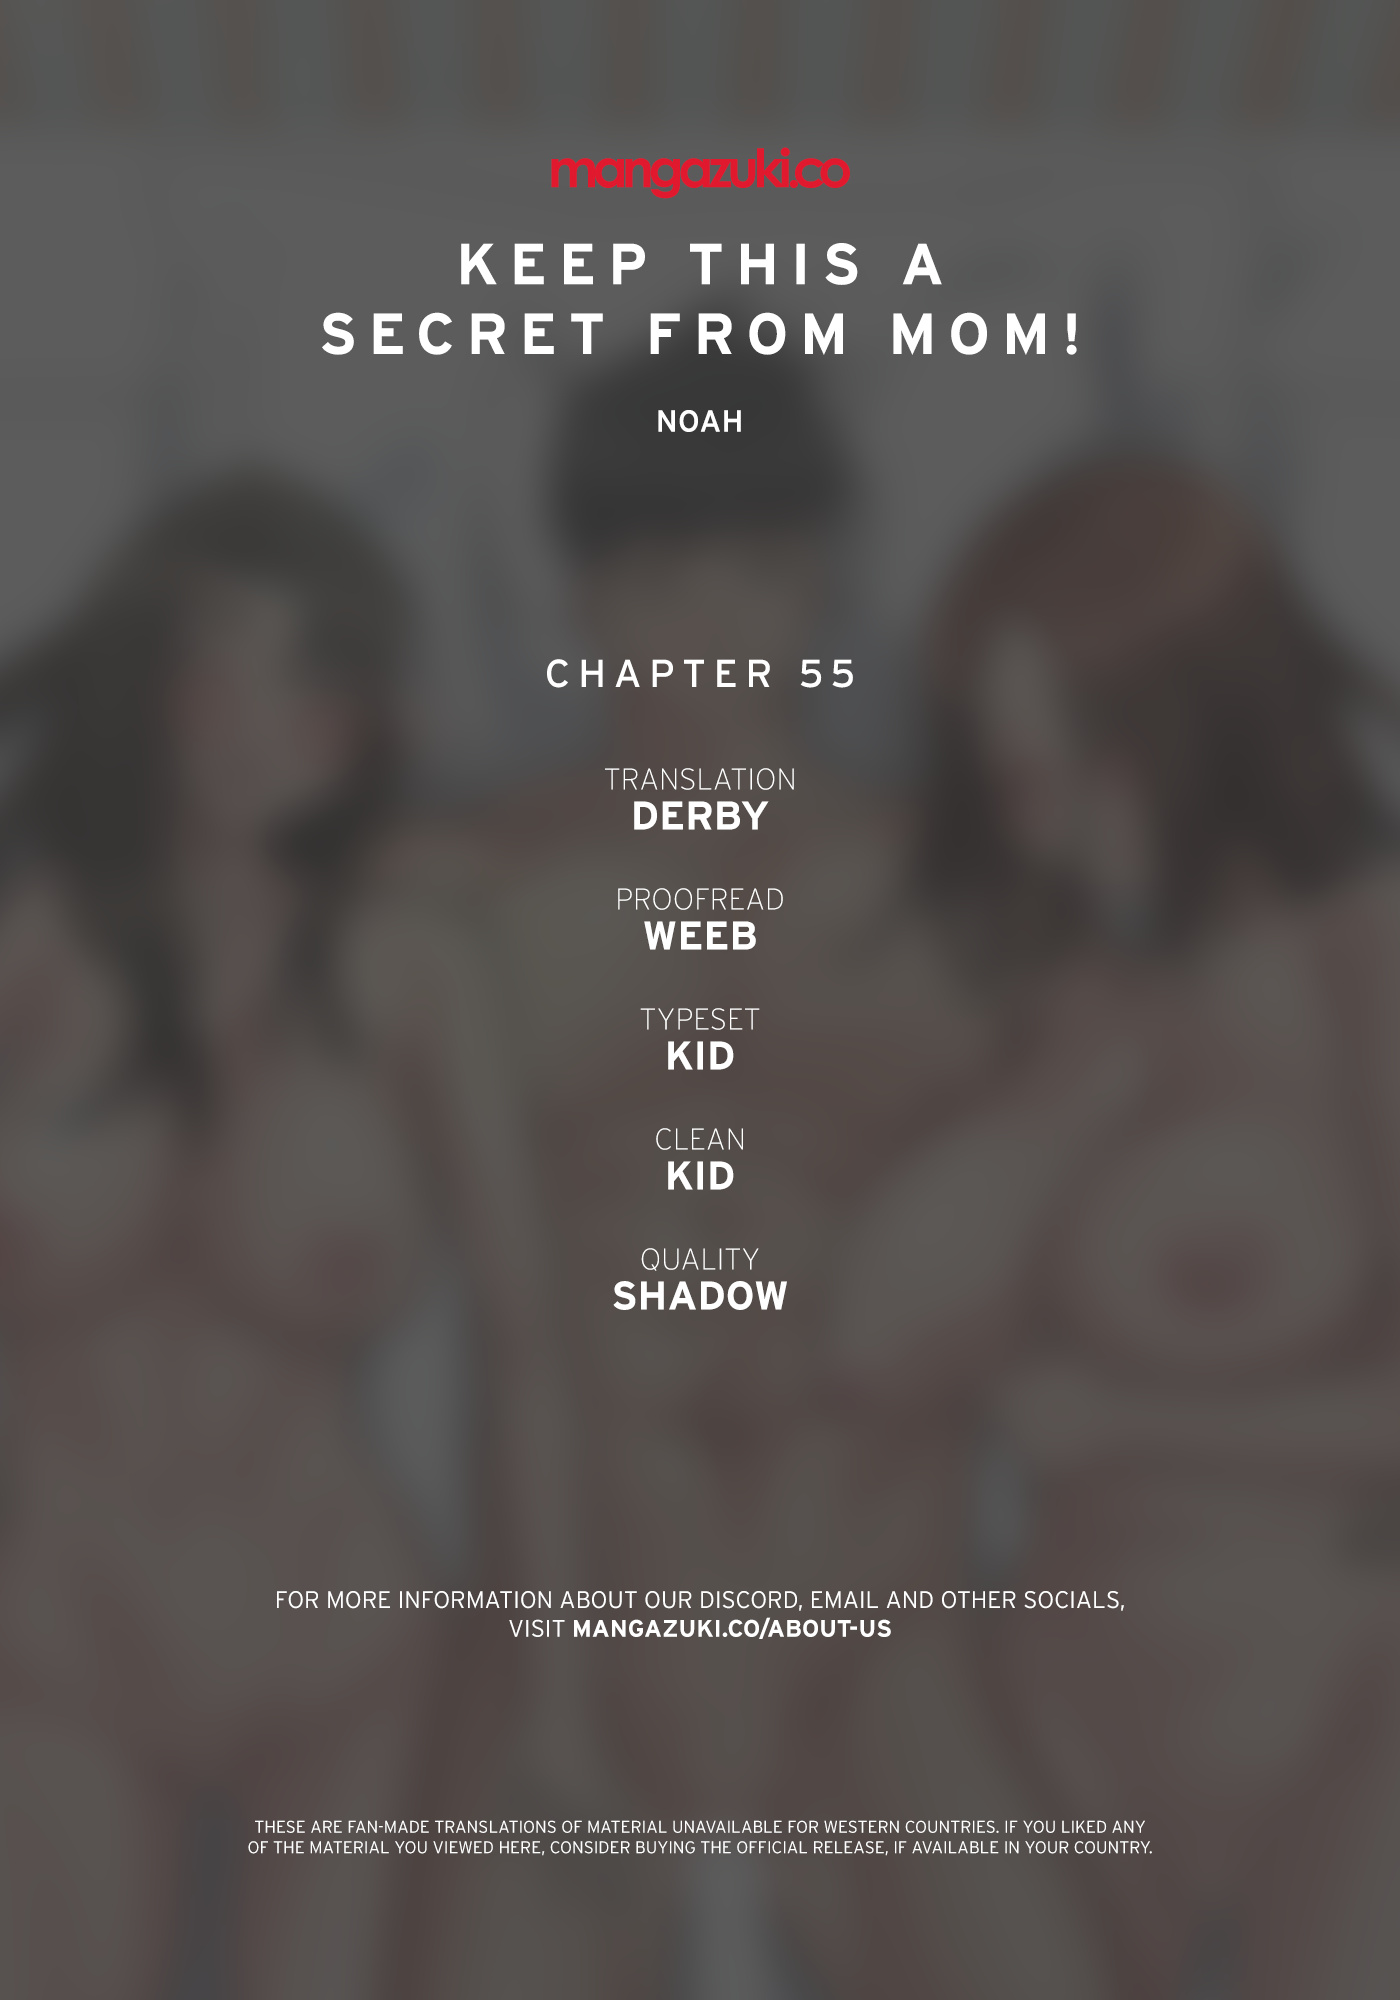 mangazuki.co
KEEP THIS A
SECRET FROM MOM!
NOAH
CHAPTER 55
TRANSLATION
DERBY
PROOFREAD
WEEB
TYPESET
KID
CLEAN
KID
QUALITY
SHADOW
FOR MORE INFORMATION ABOUT OUR DISCORD, EMAIL AND OTHER SOCIALS,
VISIT MANGAZUKI.CO/ABOUT-US
THESE ARE FAN-MADE TRANSLATIONS OF MATERIAL UNAVAILABLE FOR WESTERN COUNTRIES. IF YOU LIKED ANY
OF THE MATERIAL YOU VIEWED HERE, CONSIDER BUYING THE OFFICIAL RELEASE, IF AVAILABLE IN YOUR COUNTRY.